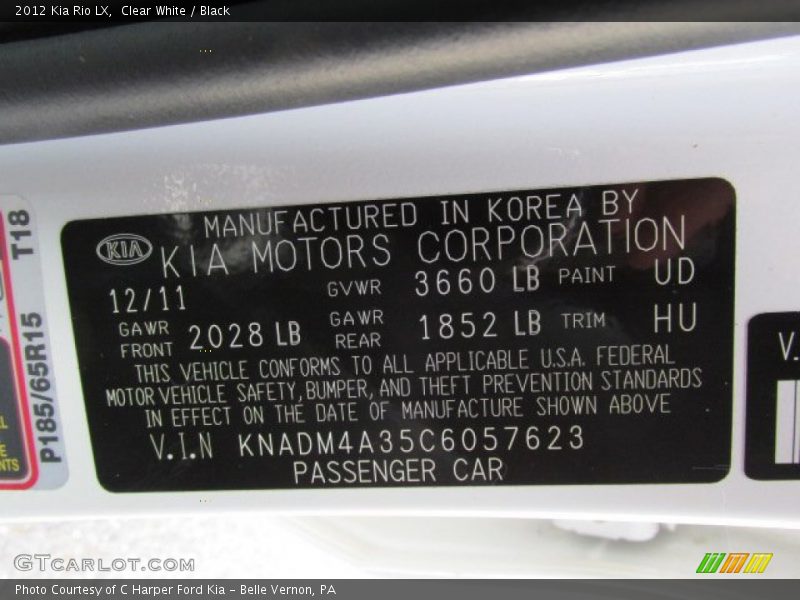 2012 Kia Rio LX, Clear White / Black
MANUFACTURED IN KOREA BY
KIA KIA MOTORS CORPORATION
12/11 GVWR 3660 LB PAINT UD
GAWR FRONT 2028 LB GAWR REAR 1852 LB TRIM HU
THIS VEHICLE CONFORMS TO ALL APPLICABLE U.S.A. FEDERAL
MOTOR VEHICLE SAFETY, BUMPER, AND THEFT PREVENTION STANDARDS
IN EFFECT ON THE DATE OF MANUFACTURE SHOWN ABOVE
V.I.N KNADM4A35C6057623
PASSENGER CAR
P185/65R15 T18
V.
GTCARLOT.COM
Photo Courtesy of C Harper Ford Kia - Belle Vernon, PA